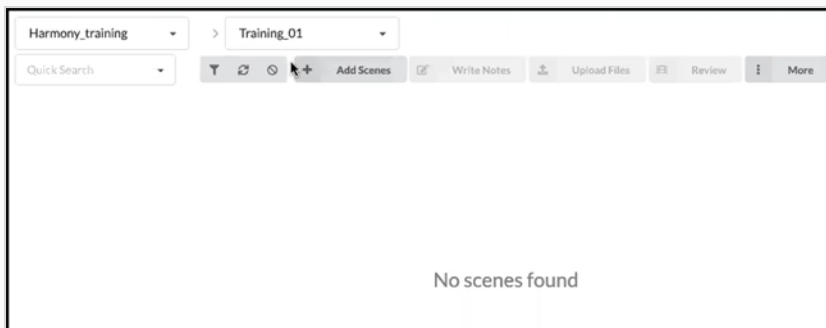 Harmony_training > Training_01
Quick Search Add Scenes Write Notes Upload Files Review More
No scenes found